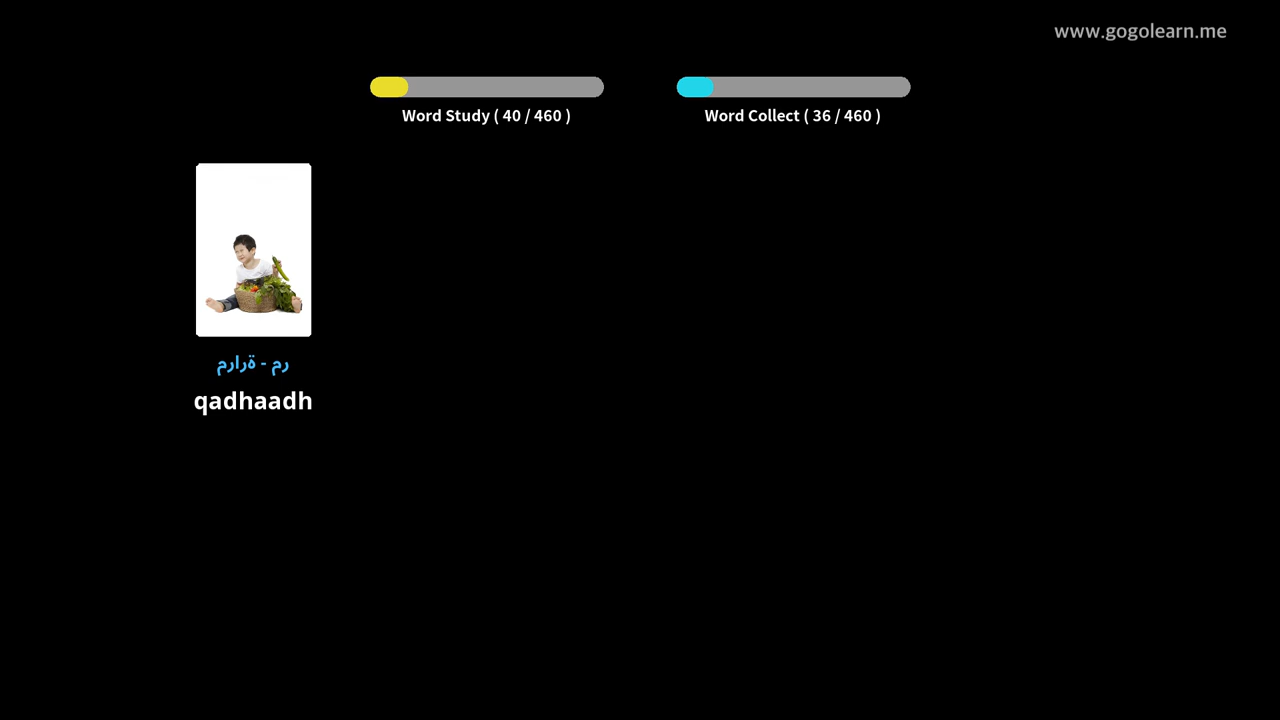 www.gogolearn.me
Word Study ( 40 / 460 )
Word Collect ( 36 / 460 )
رم - ةرارم
qadhaadh